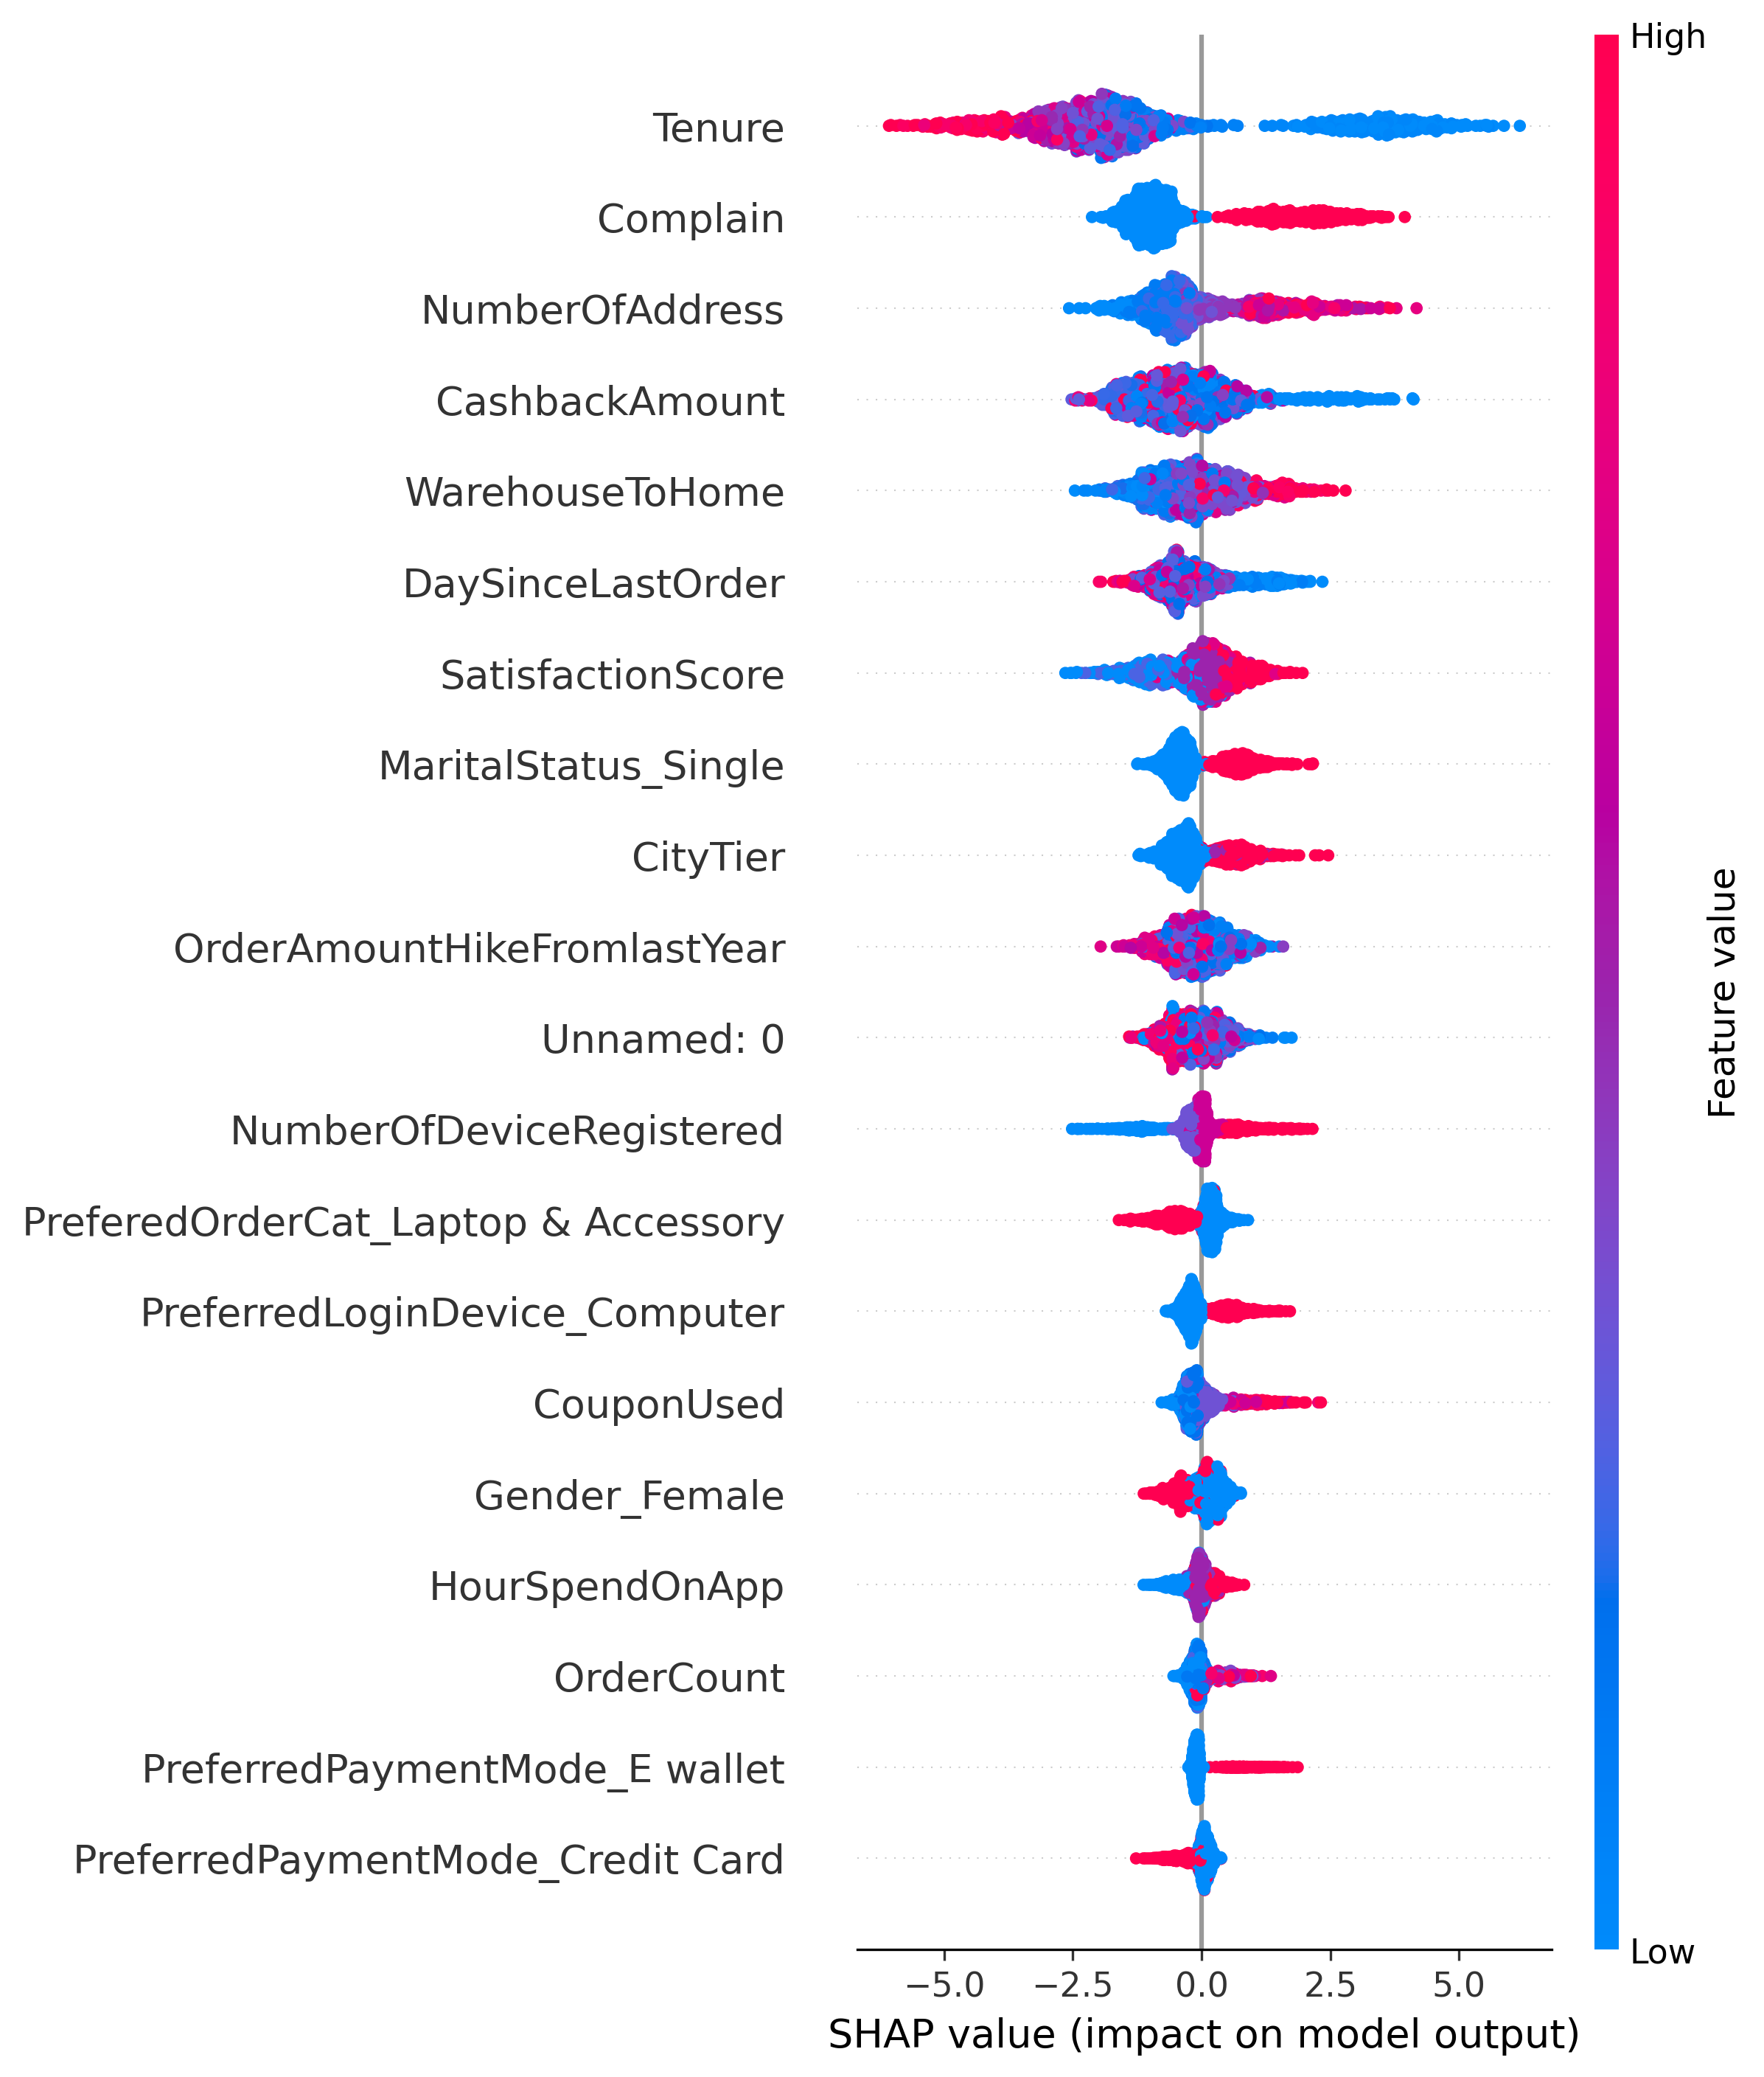 High
Tenure
Complain
NumberOfAddress
CashbackAmount
WarehouseToHome
DaySinceLastOrder
SatisfactionScore
MaritalStatus_Single
CityTier
OrderAmountHikeFromlastYear
Unnamed: 0
NumberOfDeviceRegistered
PreferedOrderCat_Laptop & Accessory
PreferredLoginDevice_Computer
CouponUsed
Gender_Female
HourSpendOnApp
OrderCount
PreferredPaymentMode_E wallet
PreferredPaymentMode_Credit Card
Feature value
Low
−5.0 −2.5 0.0 2.5 5.0
SHAP value (impact on model output)